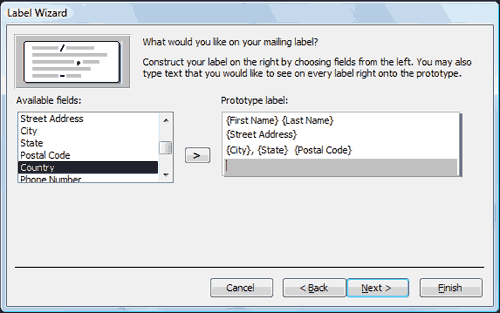 Label Wizard
What would you like on your mailing label?
Construct your label on the right by choosing fields from the left. You may also
type text that you would like to see on every label right onto the prototype.
Available fields:
Street Address
City
State
Postal Code
Country
Phone Number
>
Prototype label:
{First Name} {Last Name}
{Street Address}
{City}, {State}  {Postal Code}
Cancel
< Back
Next >
Finish